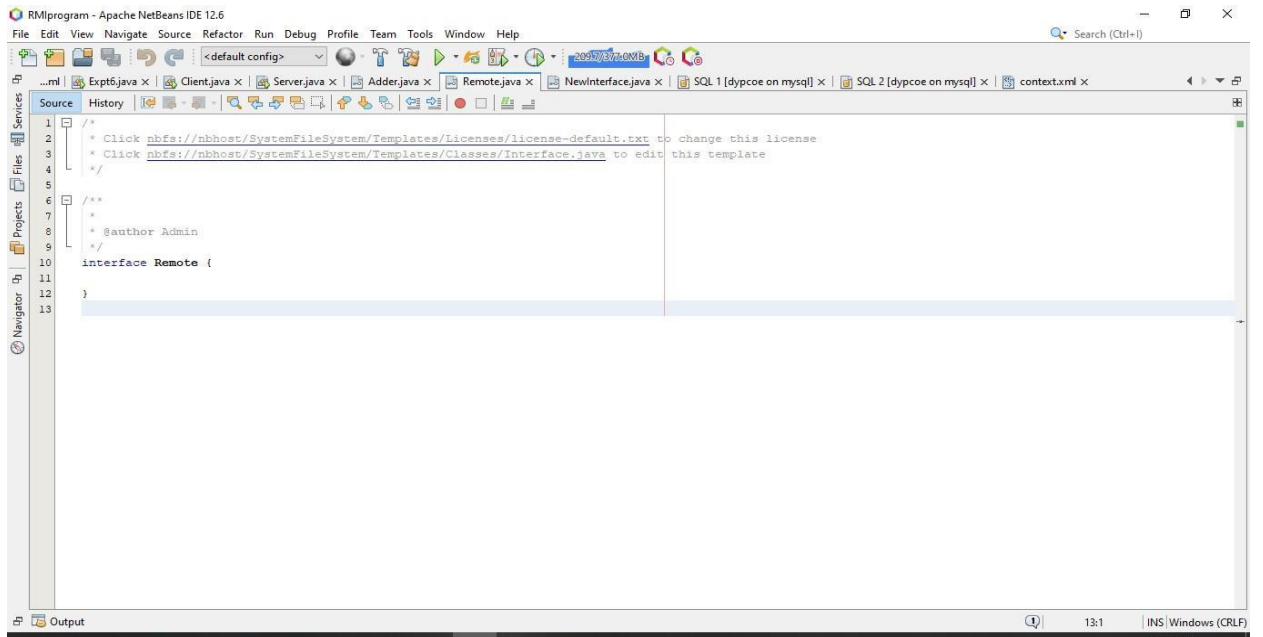 RMIprogram - Apache NetBeans IDE 12.6
File Edit View Navigate Source Refactor Run Debug Profile Team Tools Window Help
Search (Ctrl+I)
<default config>
209.7/377.0MB
...ml Expt6.java Client.java Server.java Adder.java Remote.java NewInterface.java SQL 1 [dypcoe on mysql] SQL 2 [dypcoe on mysql] context.xml
Source History
Services
Files
Projects
Navigator
1 /*
2 * Click nbfs://nbhost/SystemFileSystem/Templates/Licenses/license-default.txt to change this license
3 * Click nbfs://nbhost/SystemFileSystem/Templates/Classes/Interface.java to edit this template
4 */
5
6 /**
7 *
8 * @author Admin
9 */
10 interface Remote {
11
12 }
13
Output
1
13:1
INS Windows (CRLF)